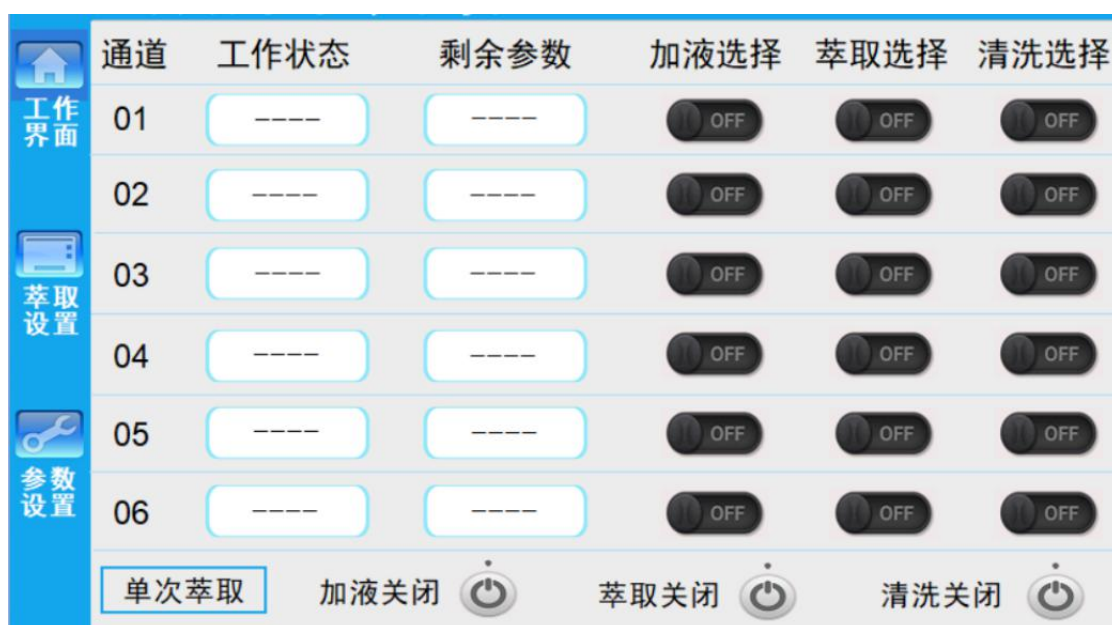 通道 工作状态 剩余参数 加液选择 萃取选择 清洗选择
工作
界面
01 ---- ---- OFF OFF OFF
02 ---- ---- OFF OFF OFF
萃取
设置
03 ---- ---- OFF OFF OFF
04 ---- ---- OFF OFF OFF
参数
设置
05 ---- ---- OFF OFF OFF
06 ---- ---- OFF OFF OFF
单次萃取 加液关闭 萃取关闭 清洗关闭